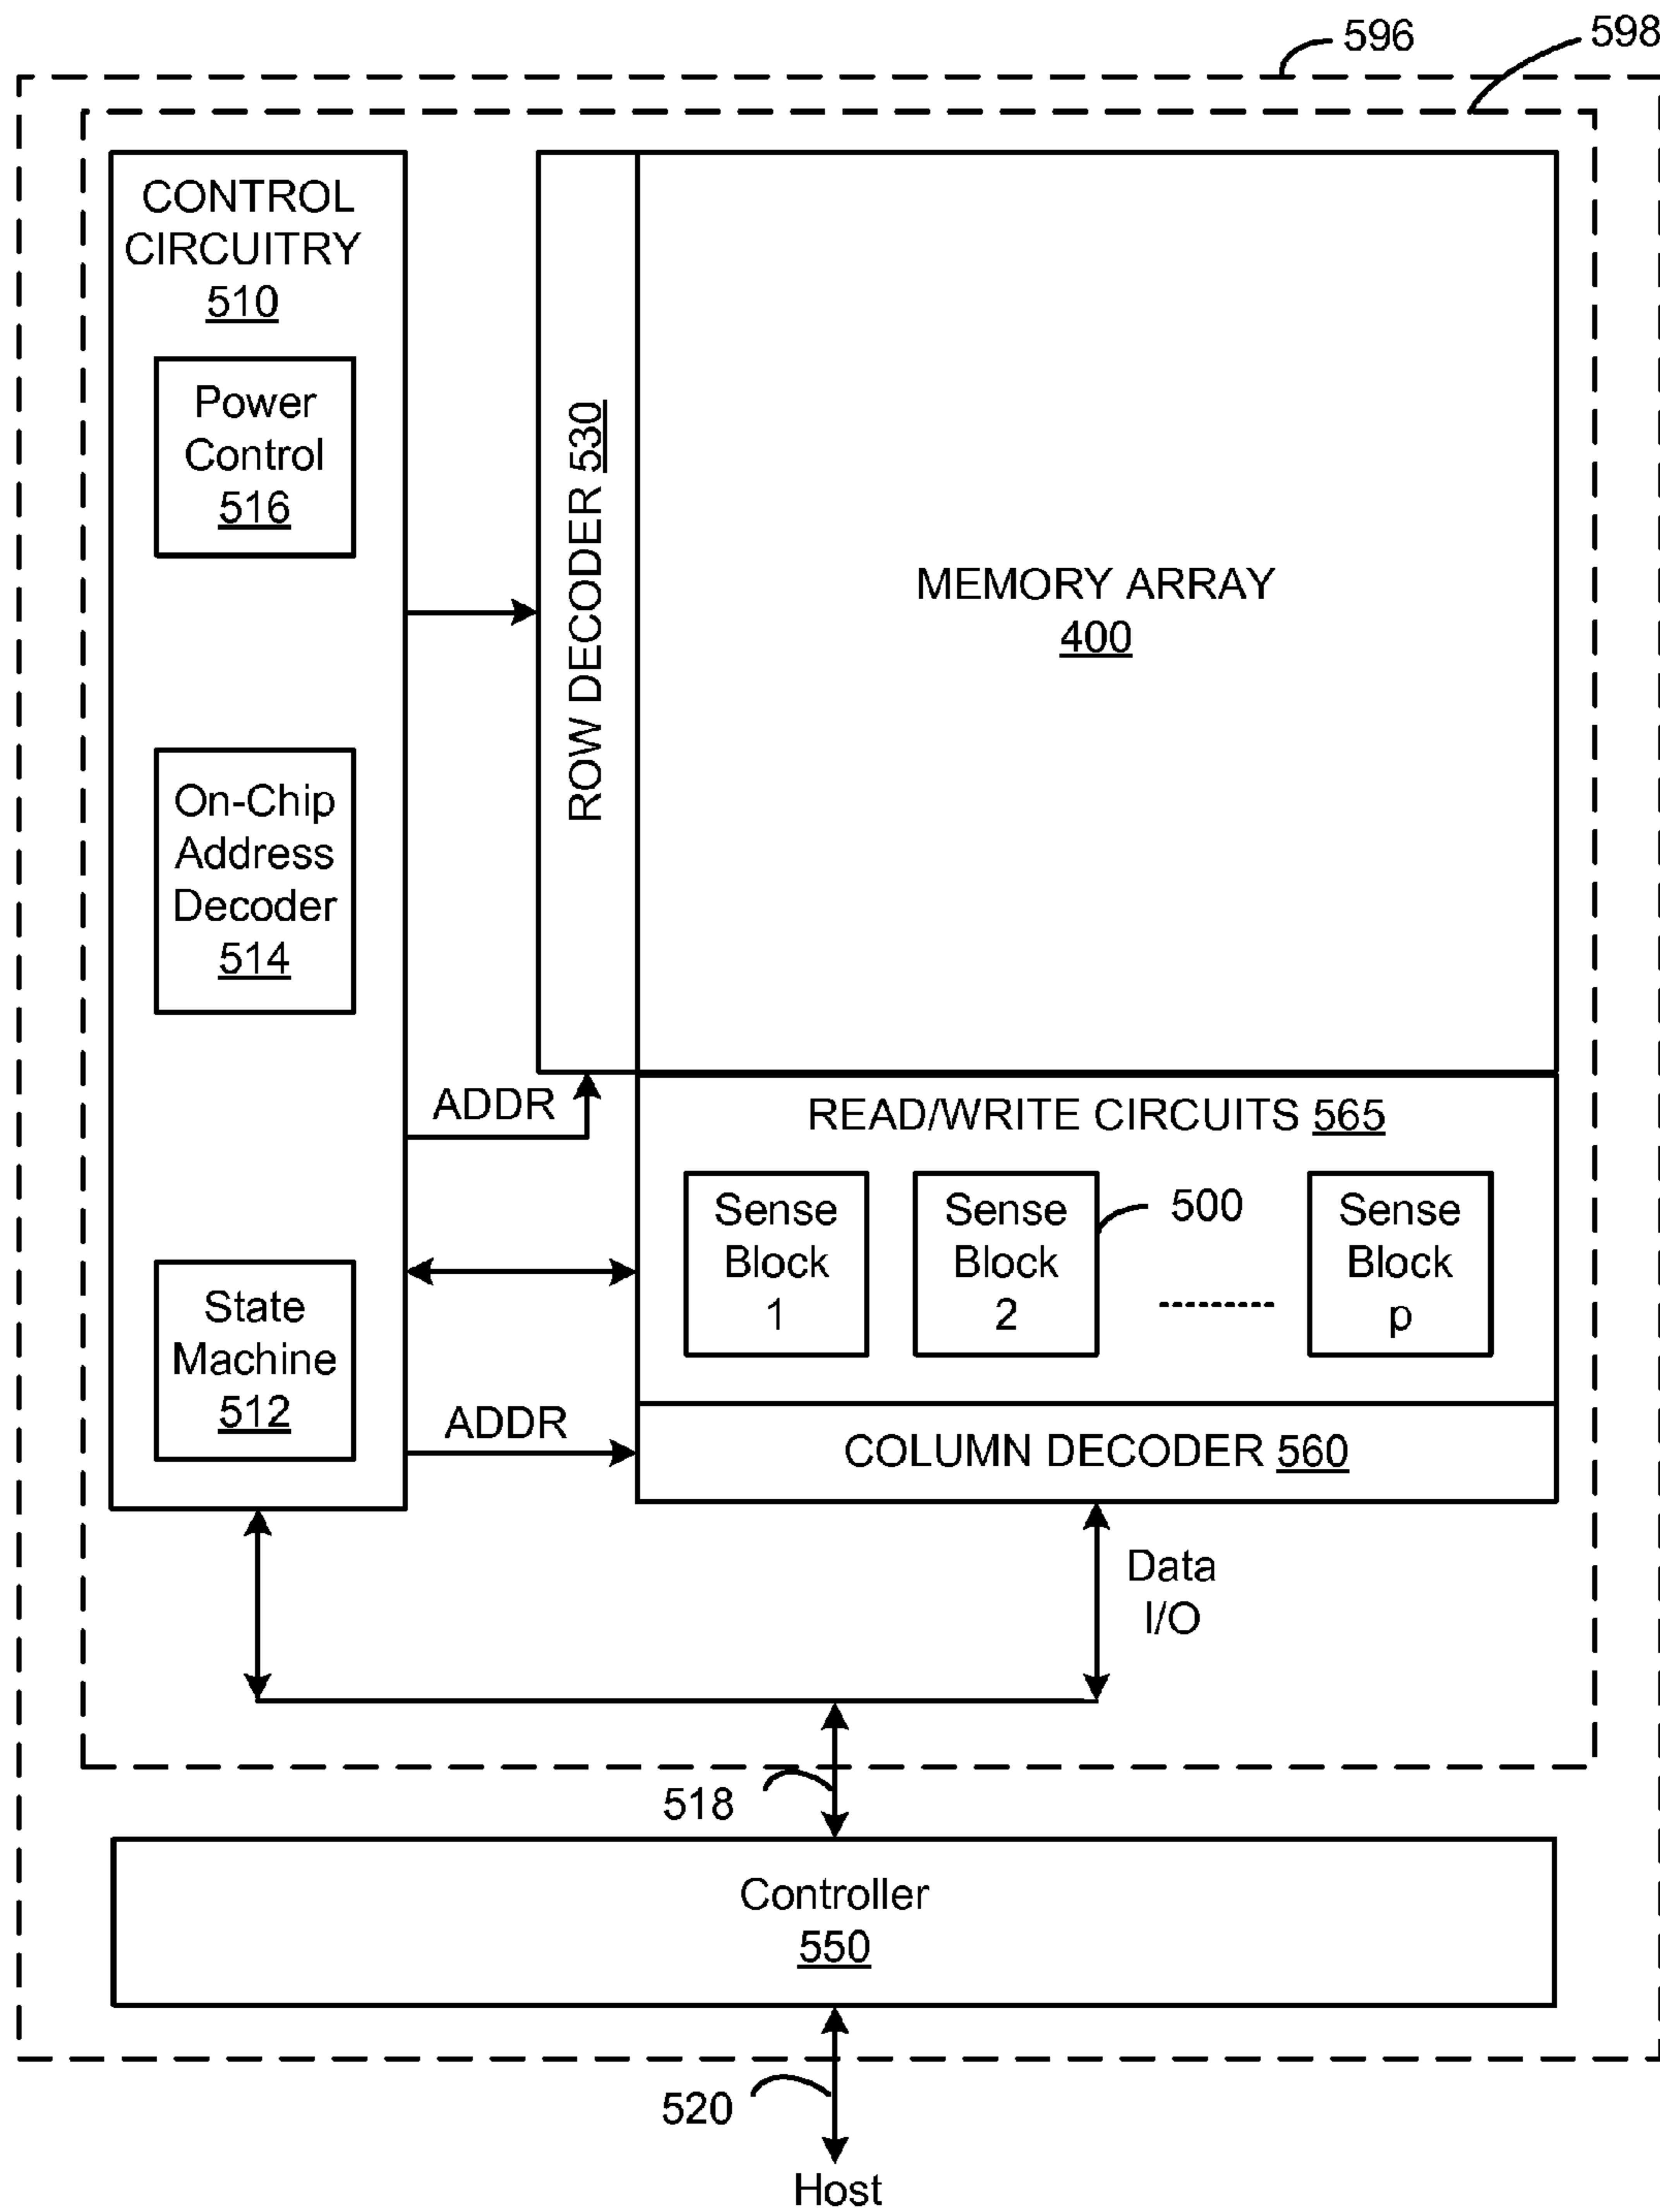 596
598
CONTROL
CIRCUITRY
510
Power
Control
516
On-Chip
Address
Decoder
514
State
Machine
512
ROW DECODER 530
MEMORY ARRAY
400
ADDR
READ/WRITE CIRCUITS 565
Sense
Block
1
Sense
Block
2
500
Sense
Block
p
ADDR
COLUMN DECODER 560
Data
I/O
518
Controller
550
520
Host